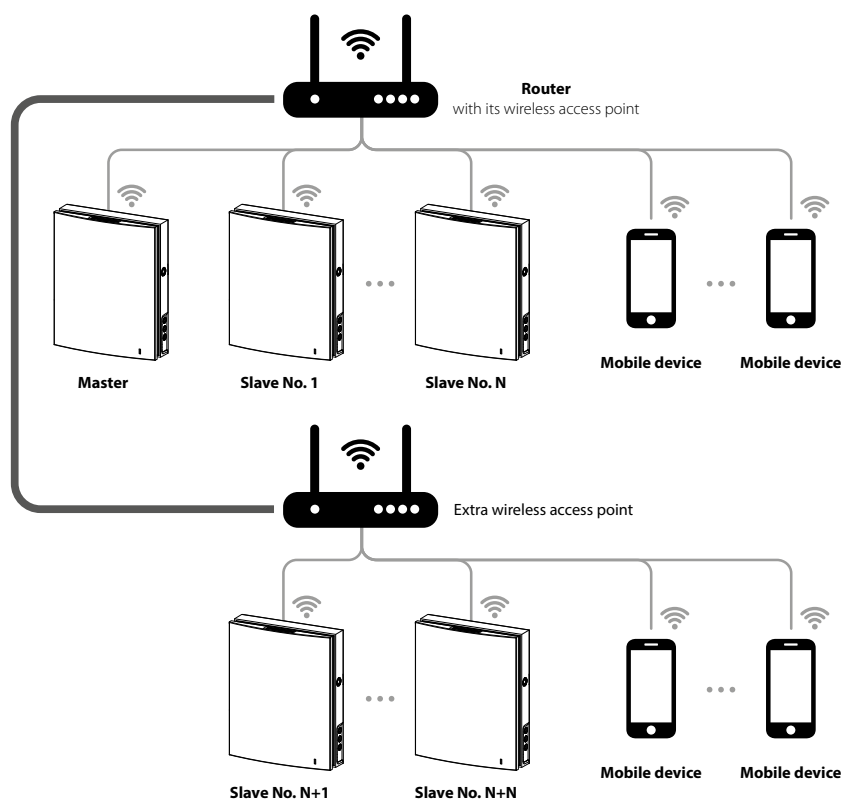 Router
with its wireless access point
Master
Slave No. 1
Slave No. N
Mobile device
Mobile device
Extra wireless access point
Slave No. N+1
Slave No. N+N
Mobile device
Mobile device